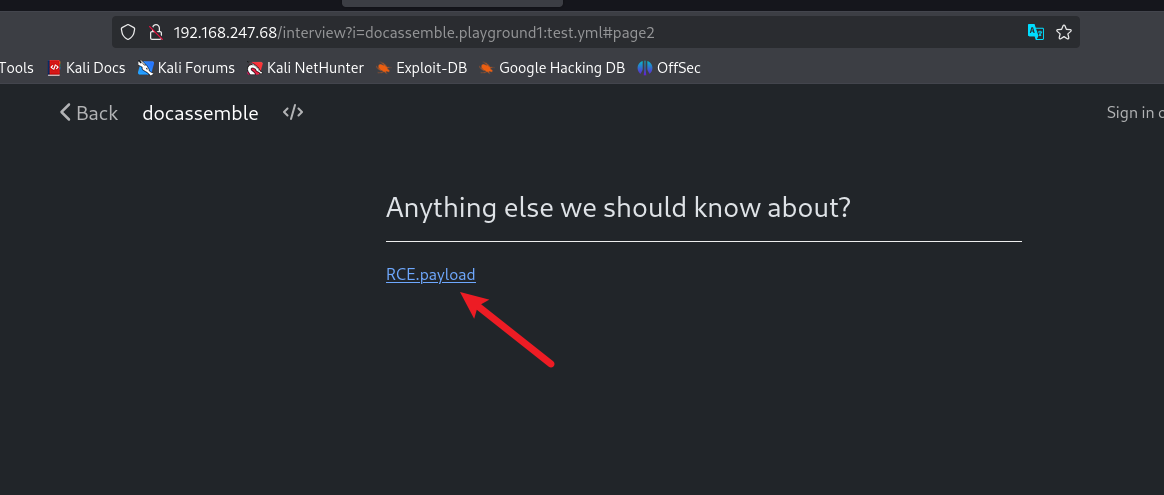 192.168.247.68/interview?i=docassemble.playground1:test.yml#page2
Tools Kali Docs Kali Forums Kali NetHunter Exploit-DB Google Hacking DB OffSec
Back docassemble </> Sign in
Anything else we should know about?
RCE.payload